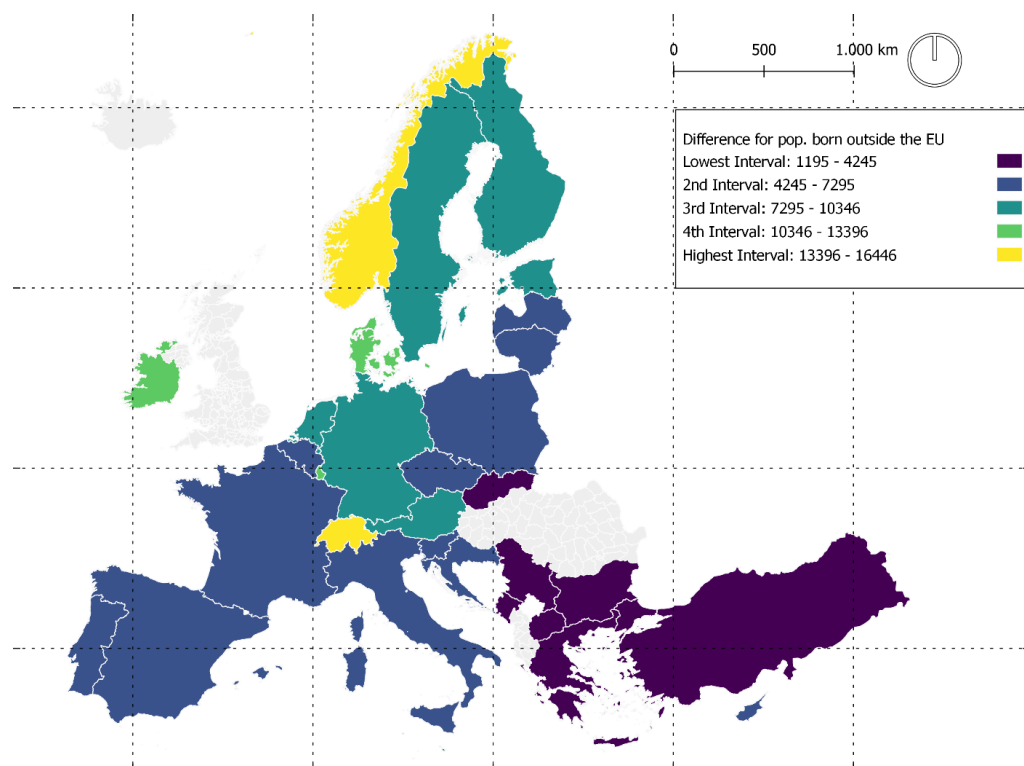 0 500 1.000 km
Difference for pop. born outside the EU
Lowest Interval: 1195 - 4245
2nd Interval: 4245 - 7295
3rd Interval: 7295 - 10346
4th Interval: 10346 - 13396
Highest Interval: 13396 - 16446